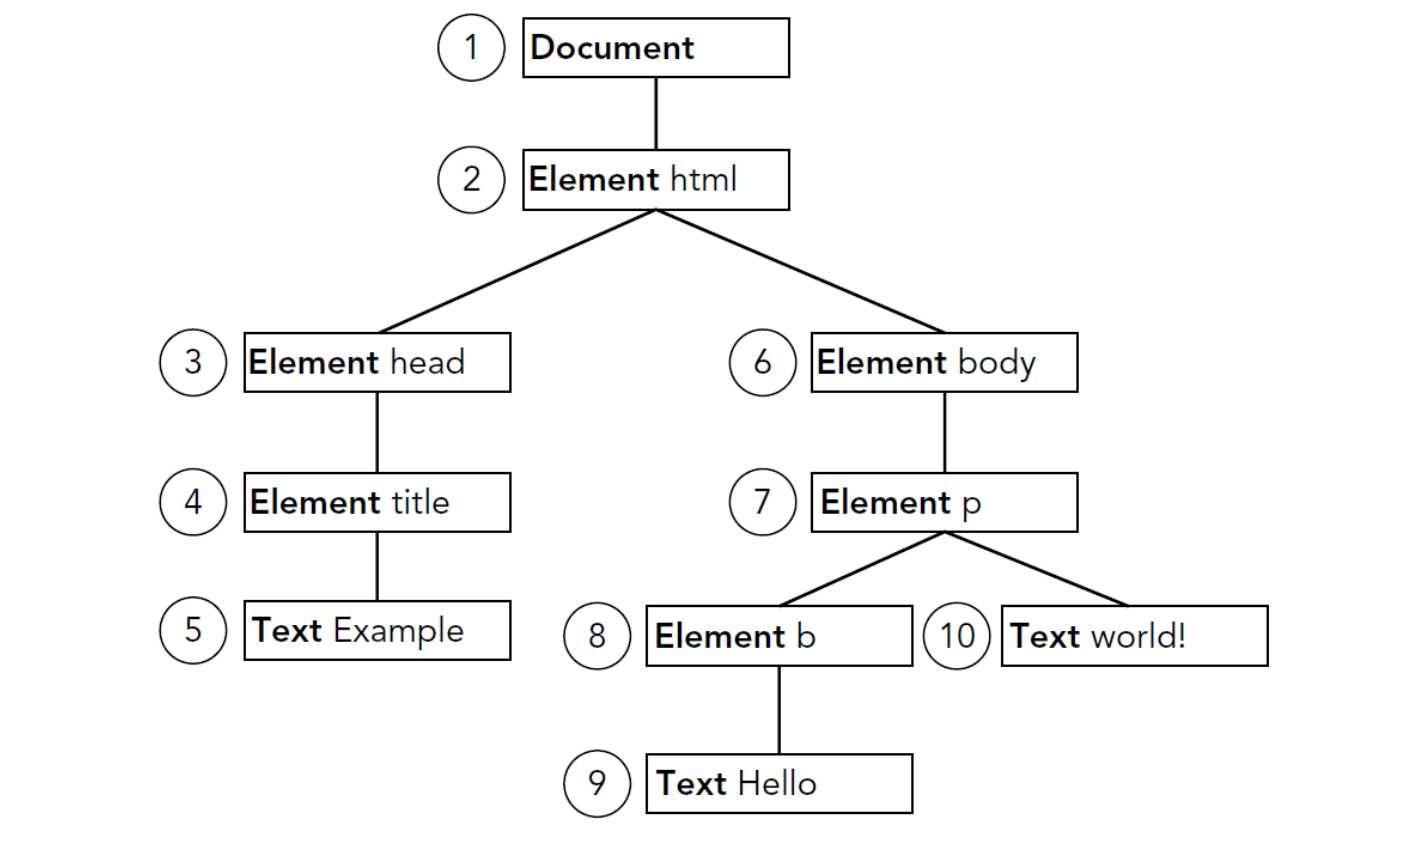 1 Document
2 Element html
3 Element head
6 Element body
4 Element title
7 Element p
5 Text Example
8 Element b
10 Text world!
9 Text Hello